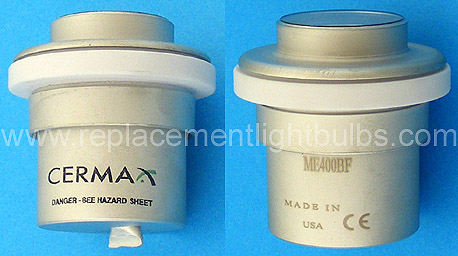 www.replacementlightbulbs.com
CERMAX
DANGER - SEE HAZARD SHEET
ME400BF
MADE IN
USA CE